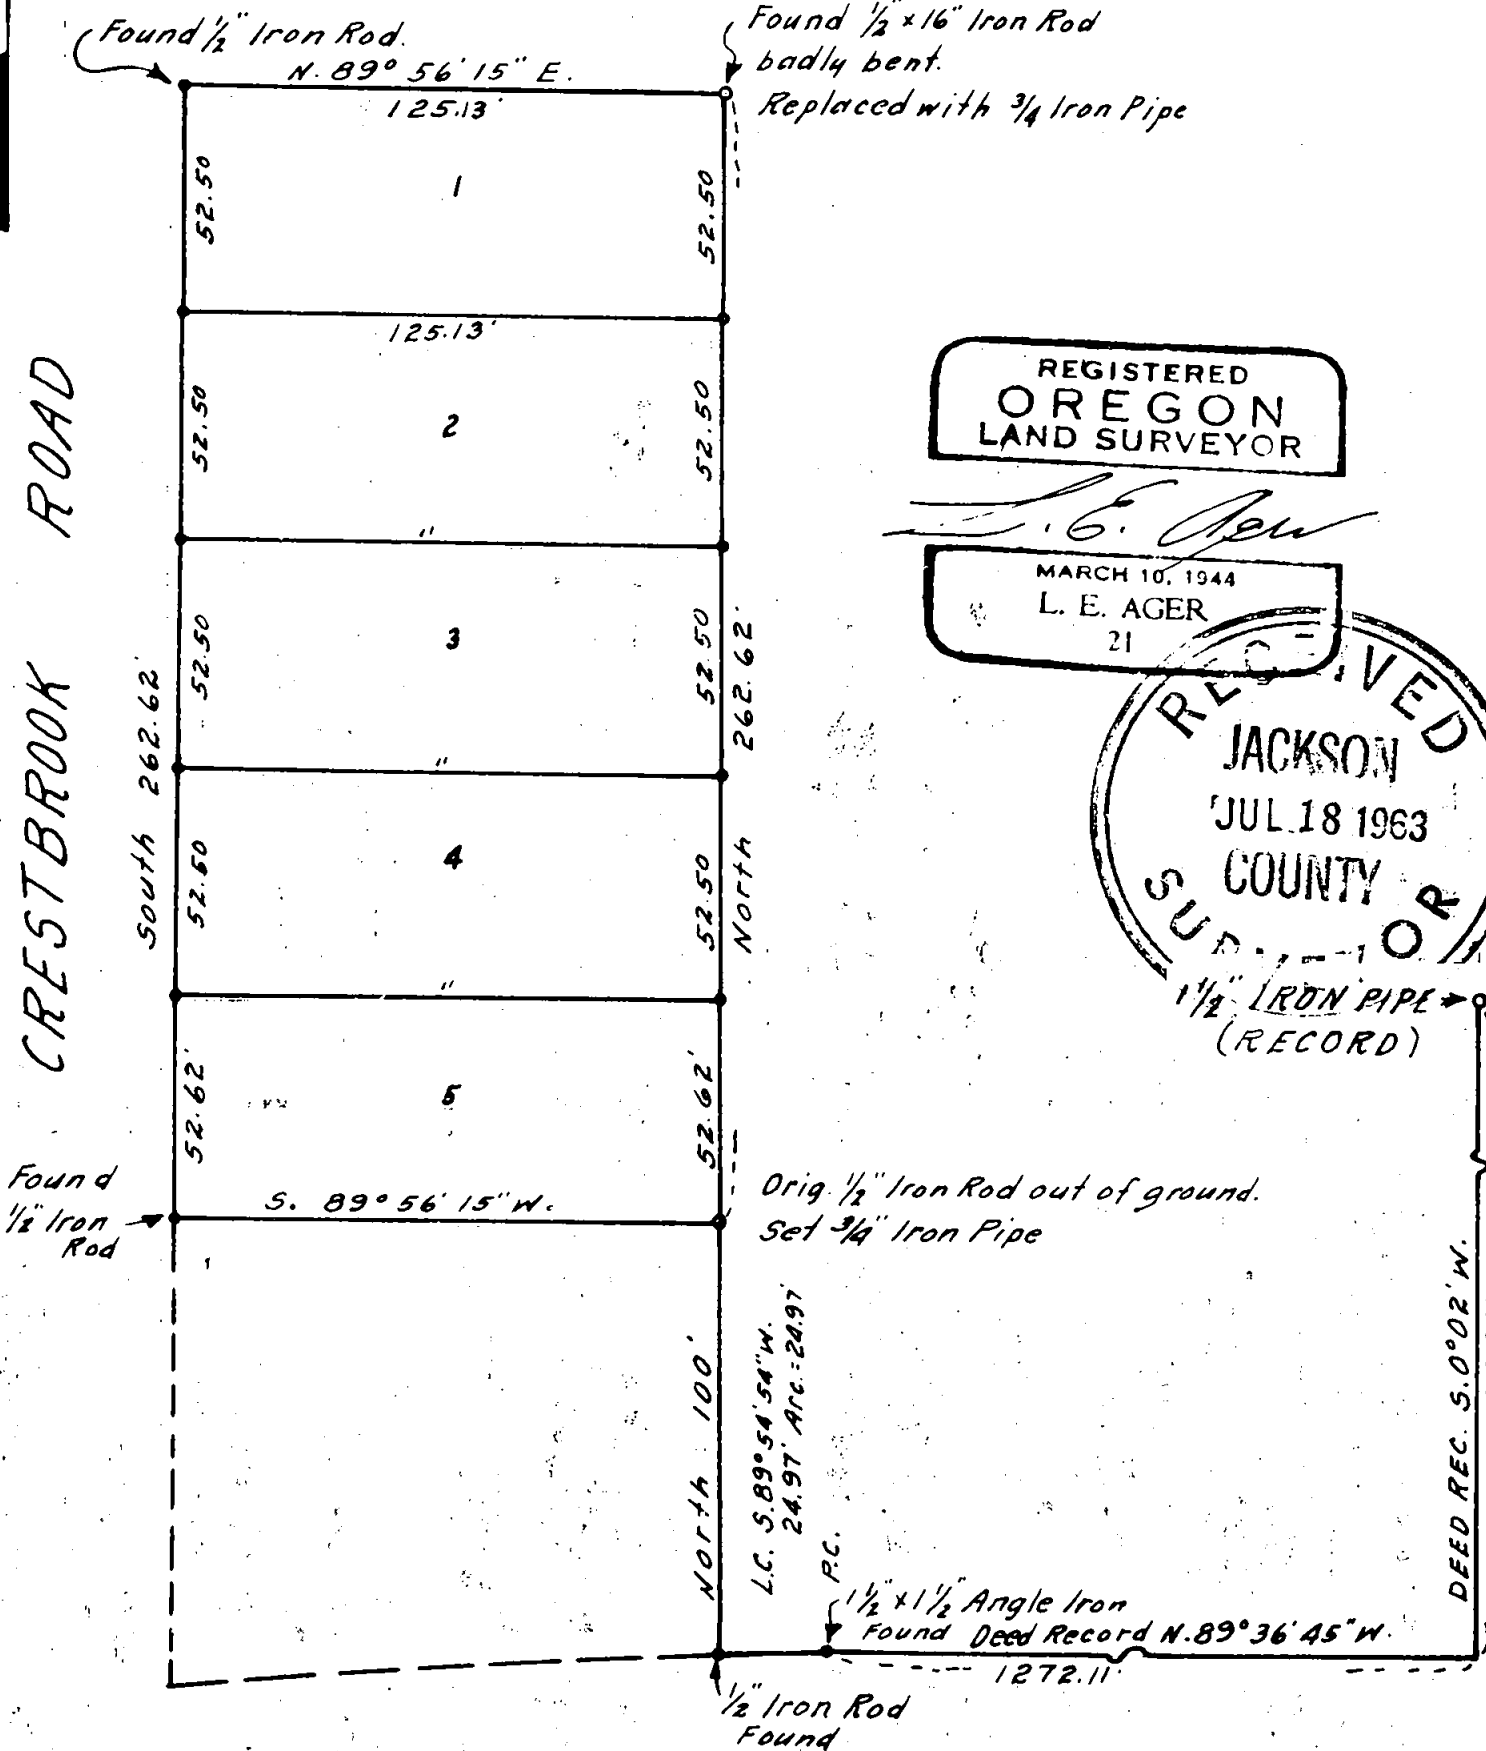 Found 1/2" Iron Rod.
Found 1/2" x 16" Iron Rod
badly bent.
Replaced with 3/4 Iron Pipe
N. 89° 56' 15" E.
125.13'
52.50
1
52.50
125.13'
52.50
2
52.50
"
52.50
3
52.50
"
South 262.62'
North 262.62'
52.50
4
52.50
"
52.62'
5
52.62'
CRESTBROOK ROAD
REGISTERED
OREGON
LAND SURVEYOR
L. E. Ager
MARCH 10, 1944
L. E. AGER
21
RECEIVED
JACKSON
JUL 18 1963
COUNTY
SURVEYOR
1 1/2" IRON PIPE
(RECORD)
Found
1/2" Iron
Rod
S. 89° 56' 15" W.
Orig. 1/2" Iron Rod out of ground.
Set 3/4" Iron Pipe
North 100'
L.C. S.89° 54' 54" W.
24.97' Arc.=24.97'
P.C.
DEED REC. S.0°02' W.
1 1/2" x 1 1/2" Angle Iron
Found Deed Record N.89° 36' 45" W.
1272.11'
1/2" Iron Rod
Found